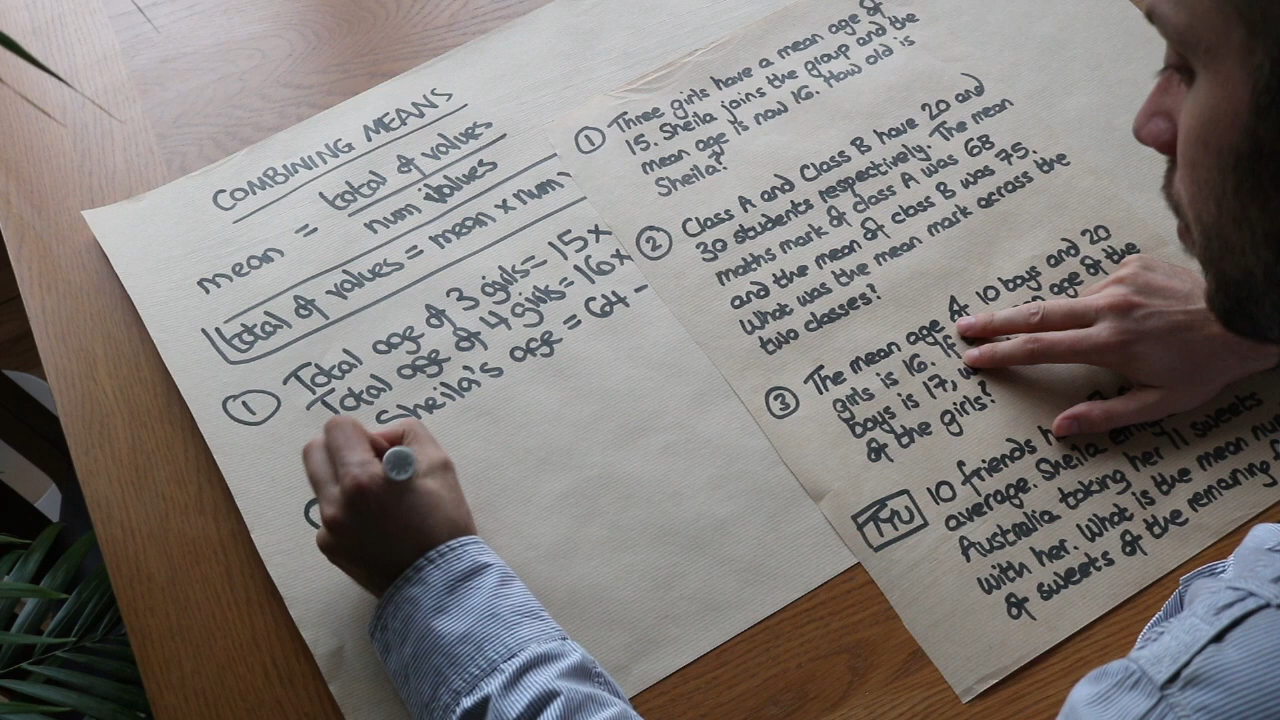 COMBINING MEANS
mean = total of values
num values
total of values = mean x num
① Total age of 3 girls = 15 x
Total age of 4 girls = 16 x
Sheila's age = 64 -
① Three girls have a mean age of
15. Sheila joins the group and the
mean age is now 16. How old is
Sheila?
② Class A and Class B have 20 and
30 students respectively. The mean
maths mark of class A was 68
and the mean of class B was 75.
What was the mean mark across the
two classes?
③ The mean age of 10 boys and 20
girls is 16. If age of the
boys is 17,
of the girls?
TYU 10 friends
average. Sheila
Australia taking her 71 sweets
with her. What is the mean
of sweets of the remaining